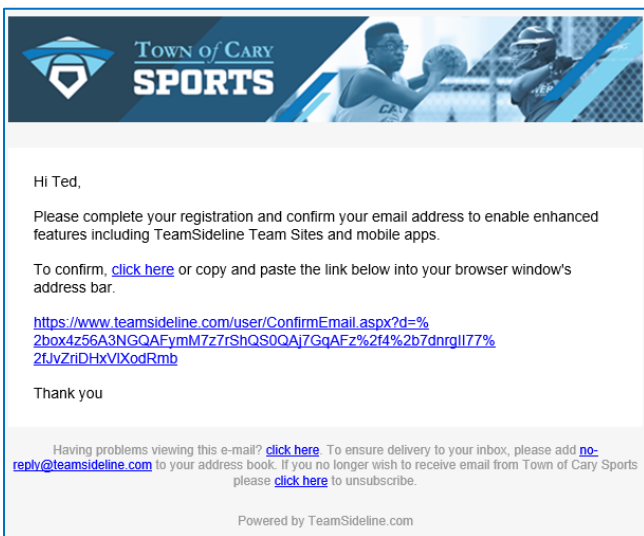 TOWN of CARY
SPORTS
Hi Ted,
Please complete your registration and confirm your email address to enable enhanced
features including TeamSideline Team Sites and mobile apps.
To confirm, click here or copy and paste the link below into your browser window's
address bar.
https://www.teamsideline.com/user/ConfirmEmail.aspx?d=%
2box4z56A3NGQAFymM7z7rShQS0QAj7GqAFz%2f4%2b7dnrgII77%
2fJvZriDHxVlXodRmb
Thank you
Having problems viewing this e-mail? click here. To ensure delivery to your inbox, please add no-
reply@teamsideline.com to your address book. If you no longer wish to receive email from Town of Cary Sports
please click here to unsubscribe.
Powered by TeamSideline.com